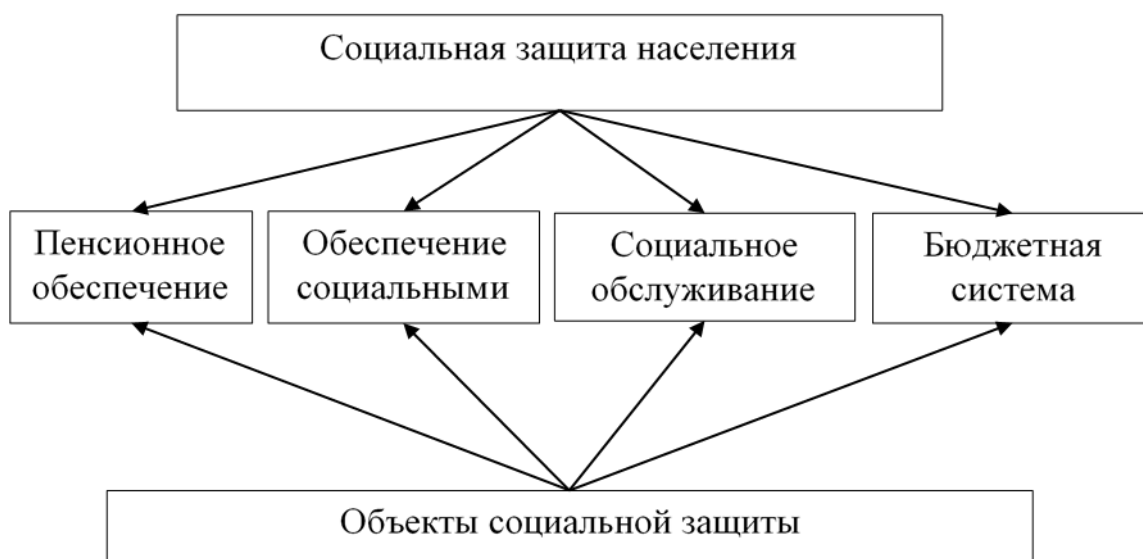 Социальная защита населения
Пенсионное
обеспечение
Обеспечение
социальными
Социальное
обслуживание
Бюджетная
система
Объекты социальной защиты